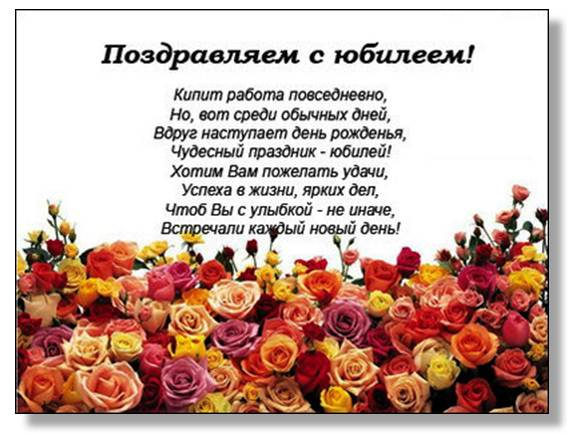 Поздравляем с юбилеем!
Кипит работа повседневно,
Но, вот среди обычных дней,
Вдруг наступает день рожденья,
Чудесный праздник - юбилей!
Хотим Вам пожелать удачи,
Успеха в жизни, ярких дел,
Чтоб Вы с улыбкой - не иначе,
Встречали каждый новый день!